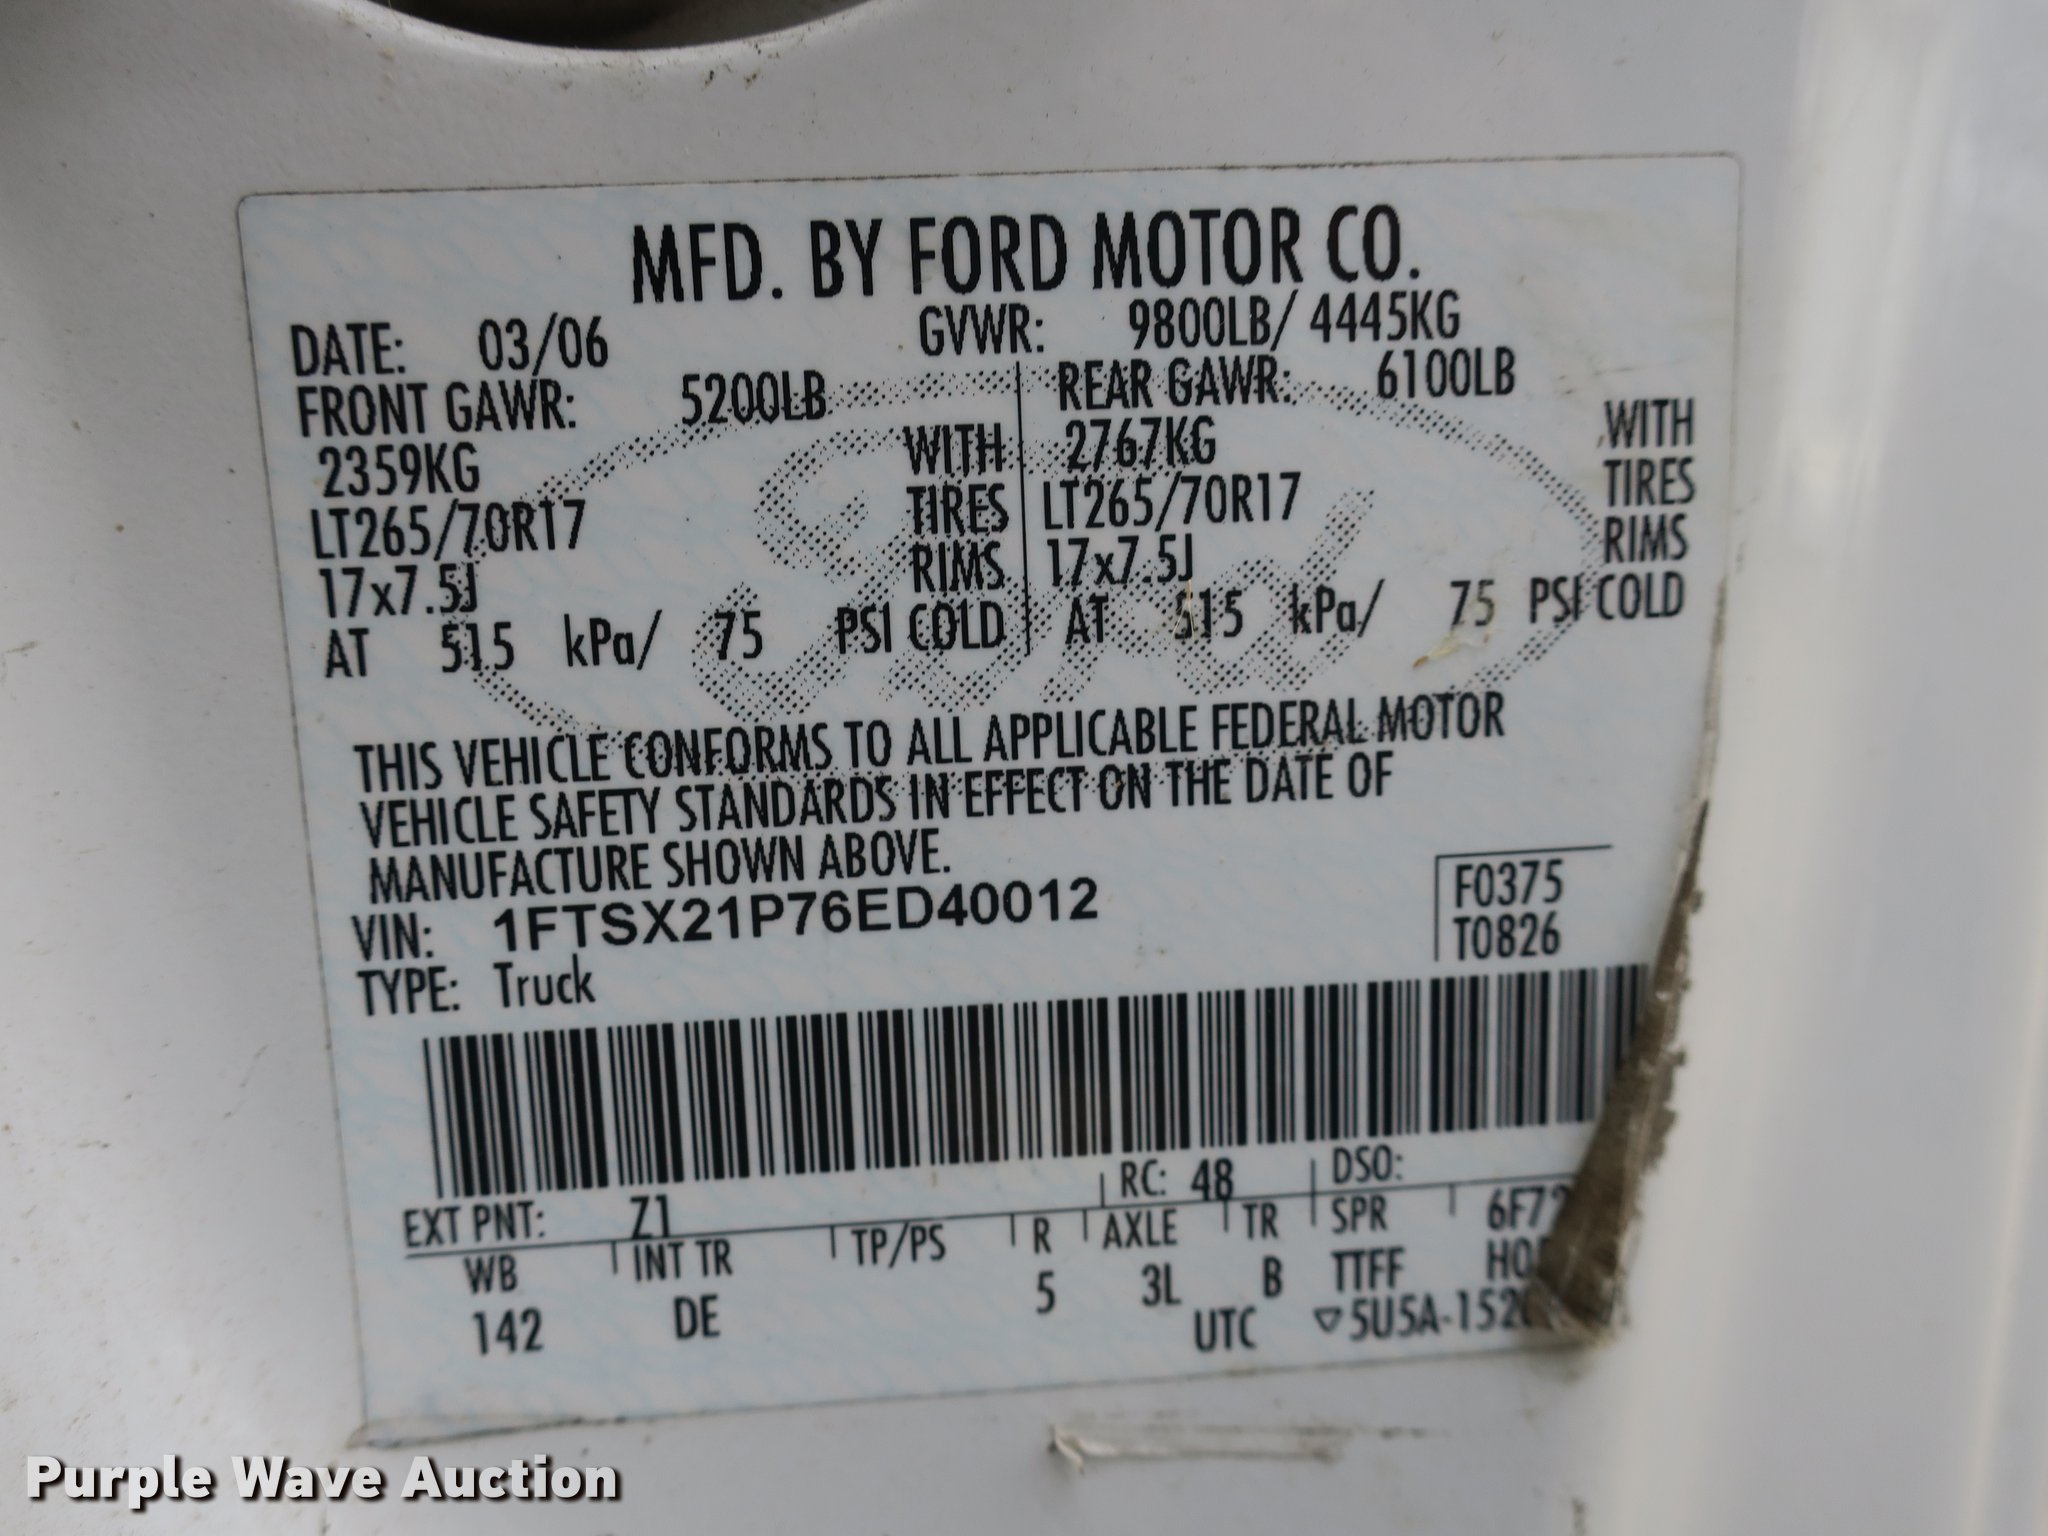 MFD. BY FORD MOTOR CO.
DATE: 03/06 GVWR: 9800LB/ 4445KG
FRONT GAWR: 5200LB REAR GAWR: 6100LB
2359KG WITH 2767KG WITH
LT265/70R17 TIRES LT265/70R17 TIRES
17x7.5J RIMS 17x7.5J RIMS
AT 515 kPa/ 75 PSI COLD AT 515 kPa/ 75 PSI COLD
Ford
THIS VEHICLE CONFORMS TO ALL APPLICABLE FEDERAL MOTOR
VEHICLE SAFETY STANDARDS IN EFFECT ON THE DATE OF
MANUFACTURE SHOWN ABOVE.
F0375
VIN: 1FTSX21P76ED40012 T0826
TYPE: Truck
EXT PNT: Z1 RC: 48 DSO:
WB INT TR TP/PS R AXLE TR SPR
142 DE 5 3L B TTFF
UTC ▽5U5A-152
Purple Wave Auction